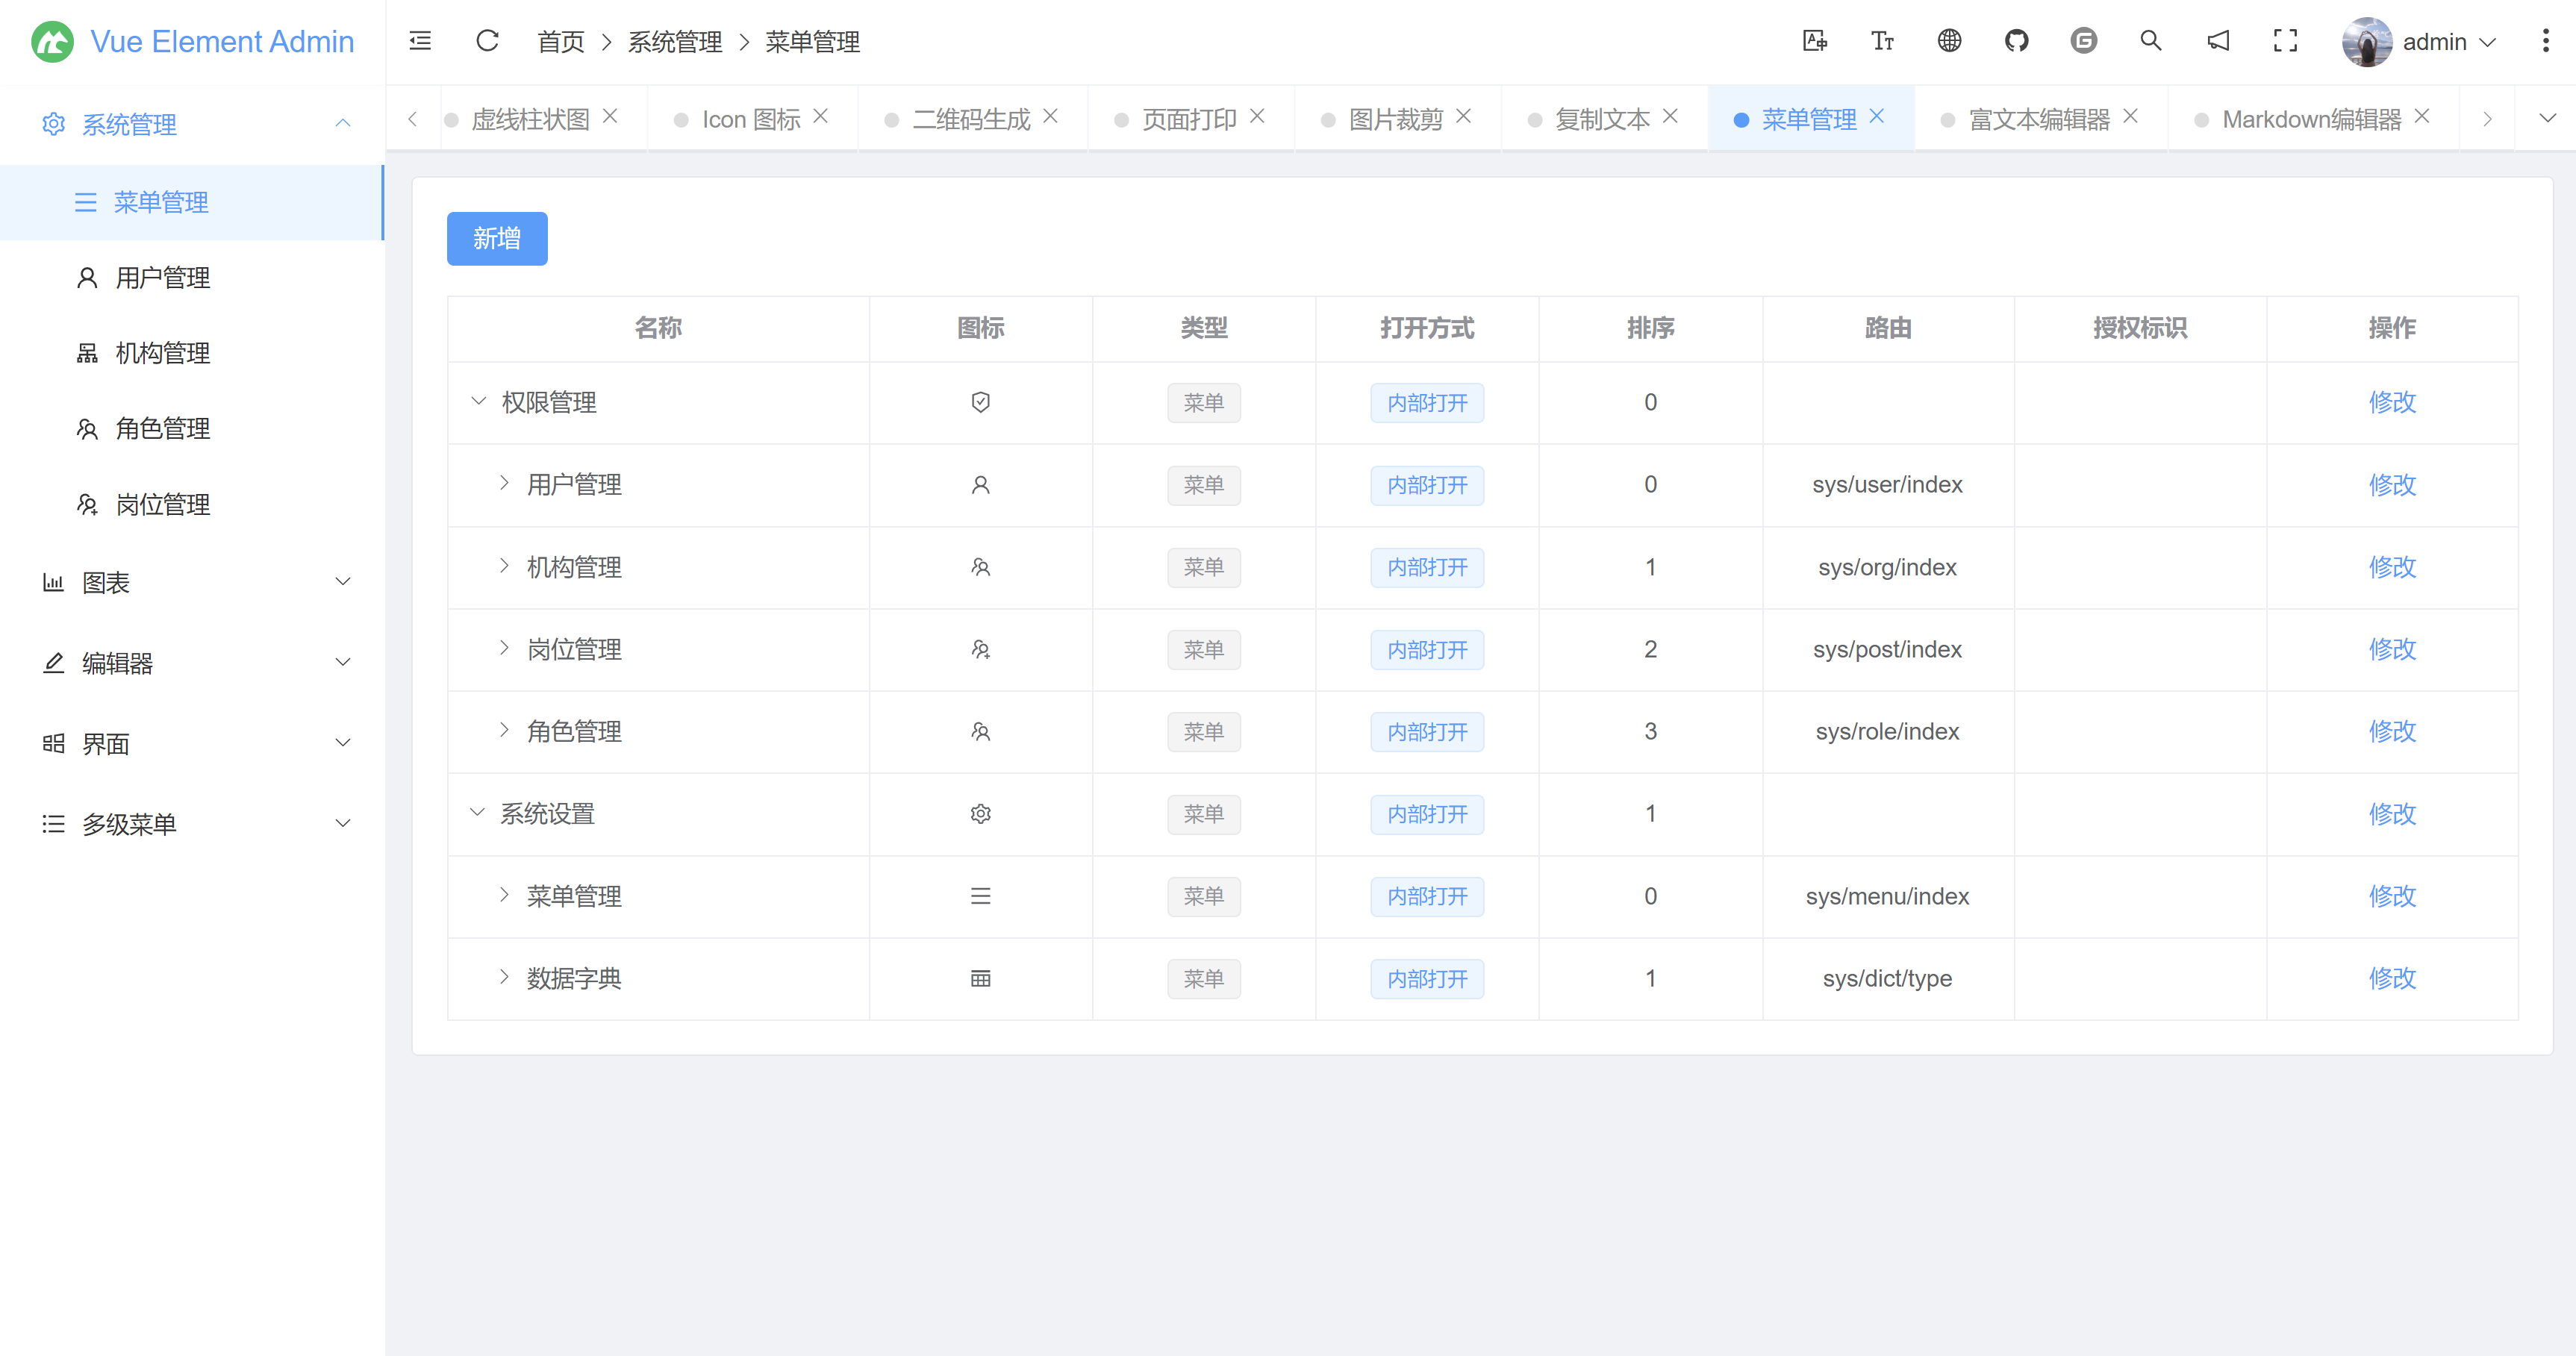 Vue Element Admin
首页 系统管理 菜单管理
admin
虚线柱状图 Icon 图标 二维码生成 页面打印 图片裁剪 复制文本 菜单管理 富文本编辑器 Markdown编辑器
系统管理
菜单管理
用户管理
机构管理
角色管理
岗位管理
图表
编辑器
界面
多级菜单
新增
名称 图标 类型 打开方式 排序 路由 授权标识 操作
权限管理 菜单 内部打开 0 修改
用户管理 菜单 内部打开 0 sys/user/index 修改
机构管理 菜单 内部打开 1 sys/org/index 修改
岗位管理 菜单 内部打开 2 sys/post/index 修改
角色管理 菜单 内部打开 3 sys/role/index 修改
系统设置 菜单 内部打开 1 修改
菜单管理 菜单 内部打开 0 sys/menu/index 修改
数据字典 菜单 内部打开 1 sys/dict/type 修改